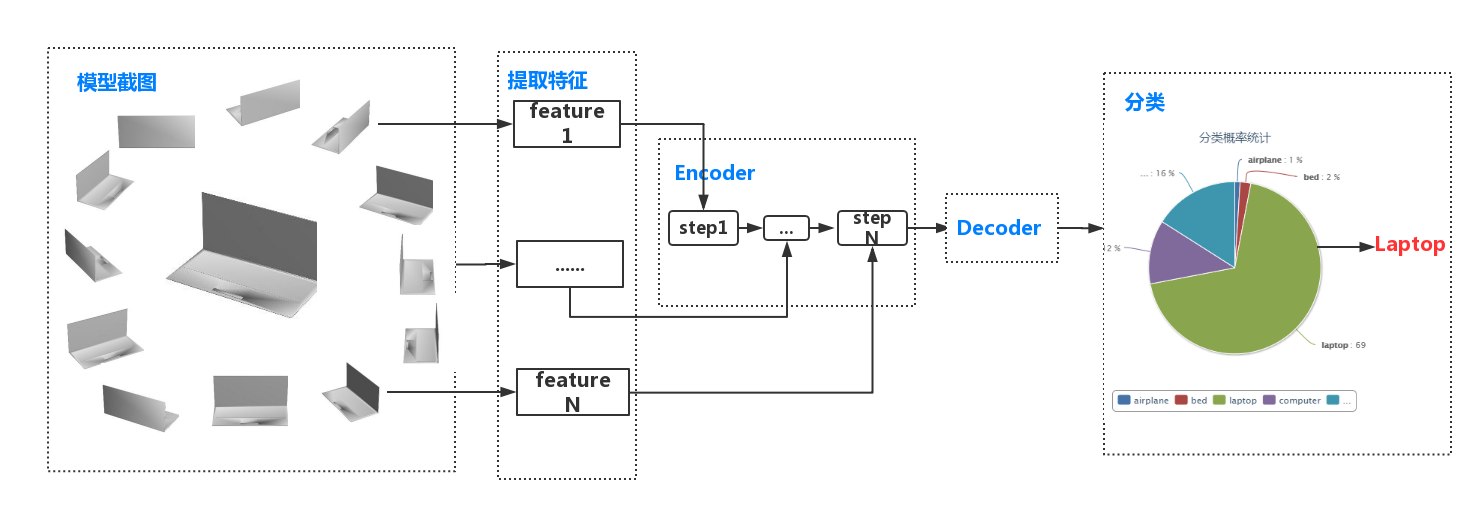 模型截图
提取特征
feature
1
......
feature
N
Encoder
step1
...
step
N
Decoder
分类
分类概率统计
airplane : 1 %
bed : 2 %
... : 16 %
2 %
laptop : 69
Laptop
airplane
bed
laptop
computer
...